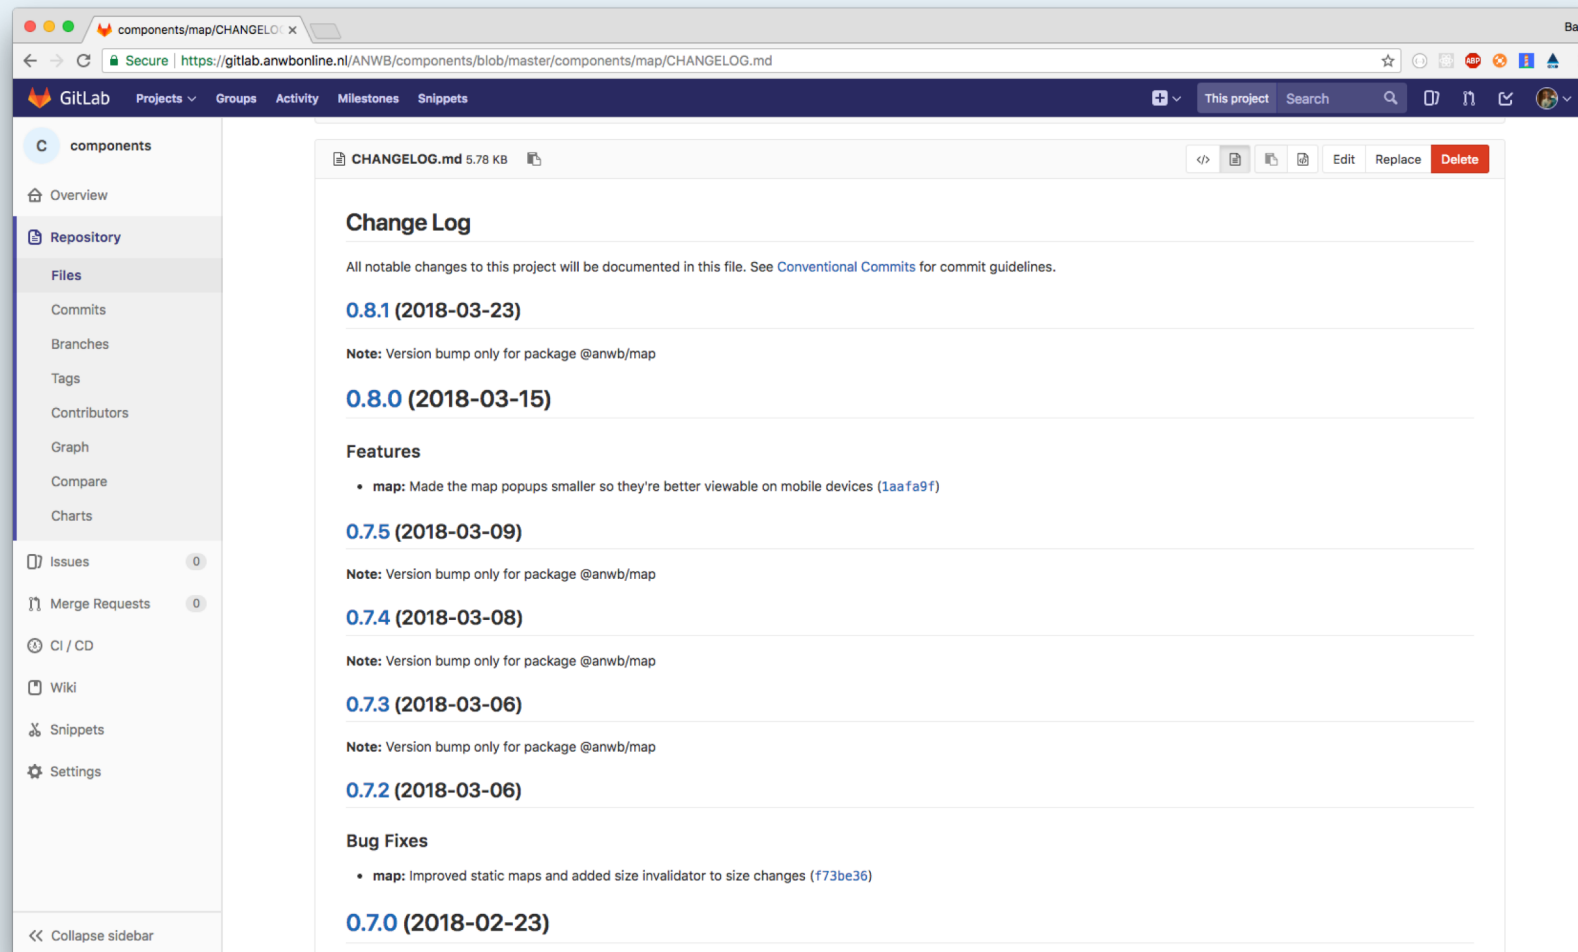 components/map/CHANGELO
Ba
Secure https://gitlab.anwbonline.nl/ANWB/components/blob/master/components/map/CHANGELOG.md
ABP
GitLab Projects Groups Activity Milestones Snippets This project Search
C components
Overview
Repository
Files
Commits
Branches
Tags
Contributors
Graph
Compare
Charts
Issues 0
Merge Requests 0
CI / CD
Wiki
Snippets
Settings
Collapse sidebar
CHANGELOG.md 5.78 KB
Edit Replace Delete
Change Log
All notable changes to this project will be documented in this file. See Conventional Commits for commit guidelines.
0.8.1 (2018-03-23)
Note: Version bump only for package @anwb/map
0.8.0 (2018-03-15)
Features
• map: Made the map popups smaller so they're better viewable on mobile devices (1aafa9f)
0.7.5 (2018-03-09)
Note: Version bump only for package @anwb/map
0.7.4 (2018-03-08)
Note: Version bump only for package @anwb/map
0.7.3 (2018-03-06)
Note: Version bump only for package @anwb/map
0.7.2 (2018-03-06)
Bug Fixes
• map: Improved static maps and added size invalidator to size changes (f73be36)
0.7.0 (2018-02-23)